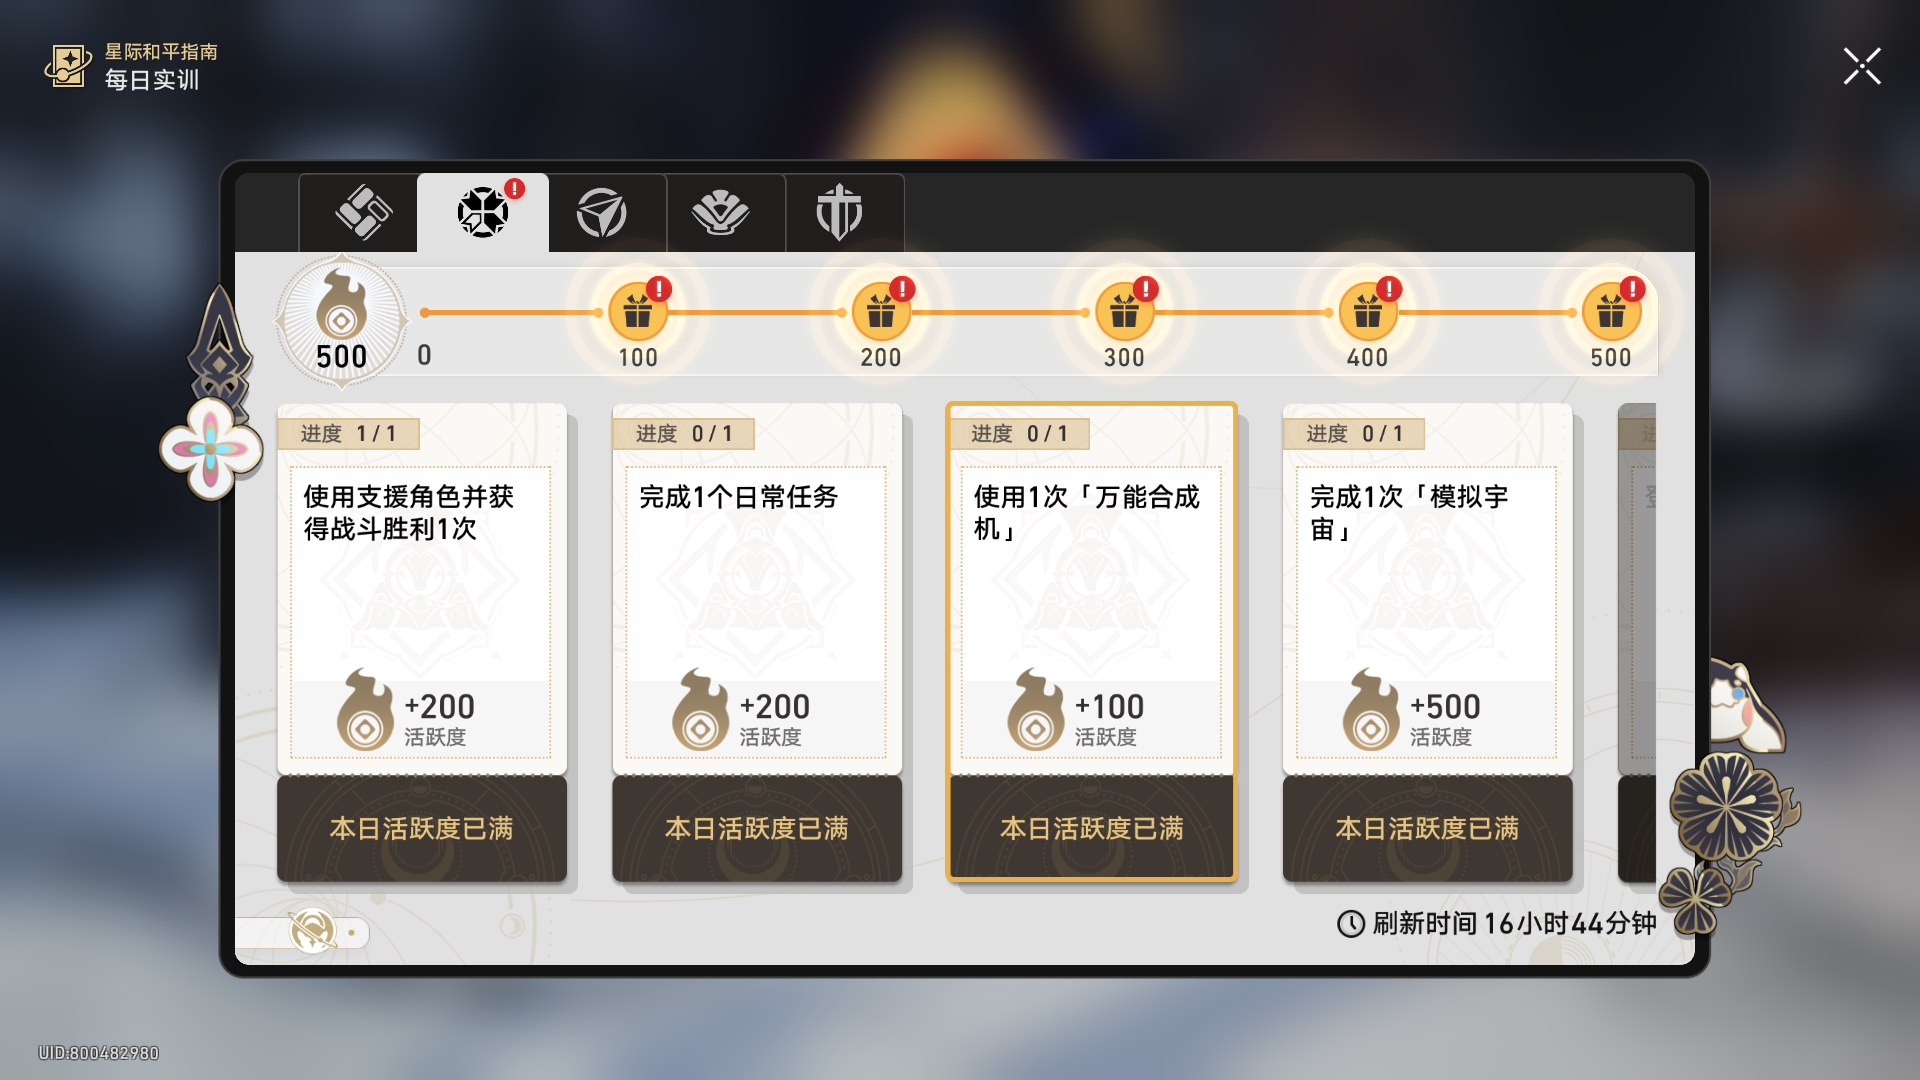 星际和平指南
每日实训
500
0
100
200
300
400
500
进度 1/1
使用支援角色并获
得战斗胜利1次
+200
活跃度
本日活跃度已满
进度 0/1
完成1个日常任务
+200
活跃度
本日活跃度已满
进度 0/1
使用1次「万能合成
机」
+100
活跃度
本日活跃度已满
进度 0/1
完成1次「模拟宇
宙」
+500
活跃度
本日活跃度已满
刷新时间 16小时44分钟
UID:800482980